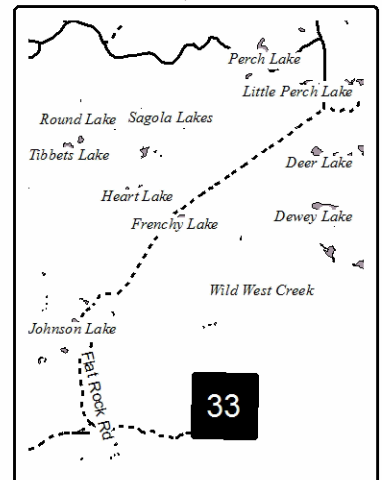 Perch Lake
Little Perch Lake
Round Lake
Sagola Lakes
Tibbets Lake
Deer Lake
Heart Lake
Frenchy Lake
Dewey Lake
Wild West Creek
Johnson Lake
Flat Rock Rd
33